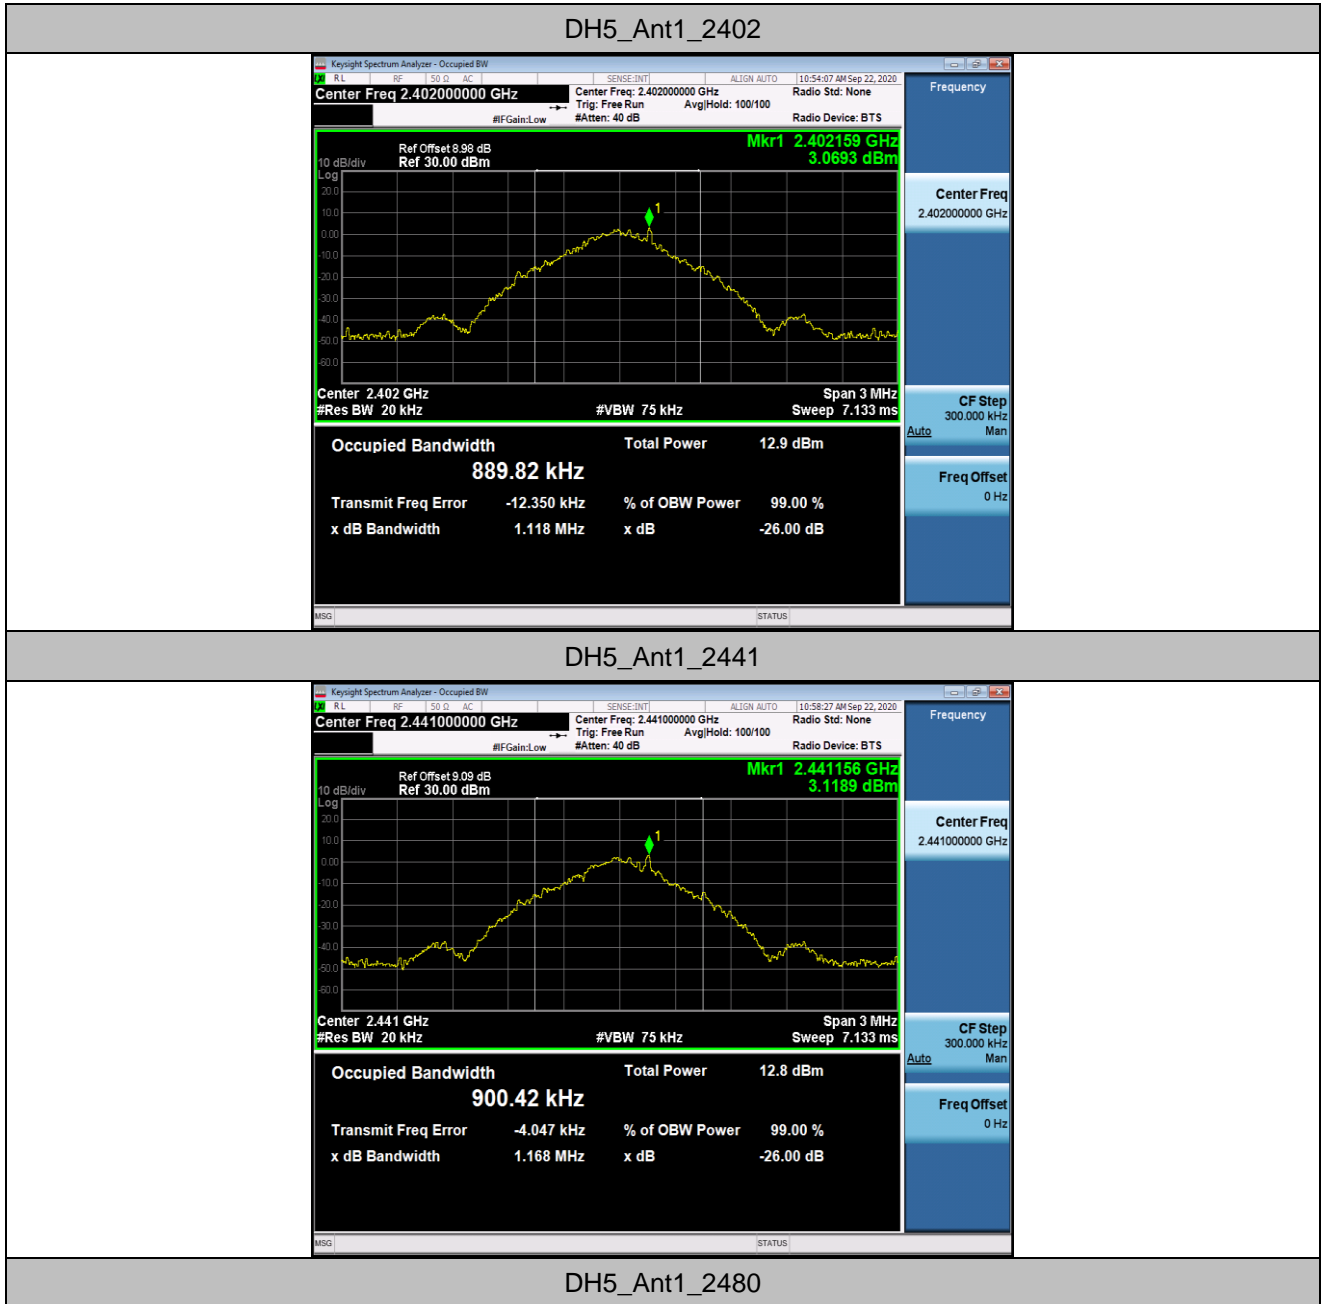 DH5_Ant1_2402
Keysight Spectrum Analyzer - Occupied BW
RL RF 50 Ω AC SENSE:INT ALIGN AUTO 10:54:07 AM Sep 22, 2020
Center Freq 2.402000000 GHz
Center Freq: 2.402000000 GHz
Radio Std: None
Trig: Free Run Avg|Hold: 100/100
#IFGain:Low #Atten: 40 dB Radio Device: BTS
Frequency
Mkr1 2.402159 GHz
3.0693 dBm
Ref Offset 8.98 dB
10 dB/div Ref 30.00 dBm
Log
20.0
10.0
0.00
-10.0
-20.0
-30.0
-40.0
-50.0
-60.0
1
Center 2.402 GHz Span 3 MHz
#Res BW 20 kHz #VBW 75 kHz Sweep 7.133 ms
Center Freq
2.402000000 GHz
CF Step
300.000 kHz
Auto Man
Freq Offset
0 Hz
Occupied Bandwidth Total Power 12.9 dBm
889.82 kHz
Transmit Freq Error -12.350 kHz % of OBW Power 99.00 %
x dB Bandwidth 1.118 MHz x dB -26.00 dB
MSG STATUS
DH5_Ant1_2441
Keysight Spectrum Analyzer - Occupied BW
RL RF 50 Ω AC SENSE:INT ALIGN AUTO 10:58:27 AM Sep 22, 2020
Center Freq 2.441000000 GHz
Center Freq: 2.441000000 GHz
Radio Std: None
Trig: Free Run Avg|Hold: 100/100
#IFGain:Low #Atten: 40 dB Radio Device: BTS
Frequency
Mkr1 2.441156 GHz
3.1189 dBm
Ref Offset 9.09 dB
10 dB/div Ref 30.00 dBm
Log
20.0
10.0
0.00
-10.0
-20.0
-30.0
-40.0
-50.0
-60.0
1
Center 2.441 GHz Span 3 MHz
#Res BW 20 kHz #VBW 75 kHz Sweep 7.133 ms
Center Freq
2.441000000 GHz
CF Step
300.000 kHz
Auto Man
Freq Offset
0 Hz
Occupied Bandwidth Total Power 12.8 dBm
900.42 kHz
Transmit Freq Error -4.047 kHz % of OBW Power 99.00 %
x dB Bandwidth 1.168 MHz x dB -26.00 dB
MSG STATUS
DH5_Ant1_2480